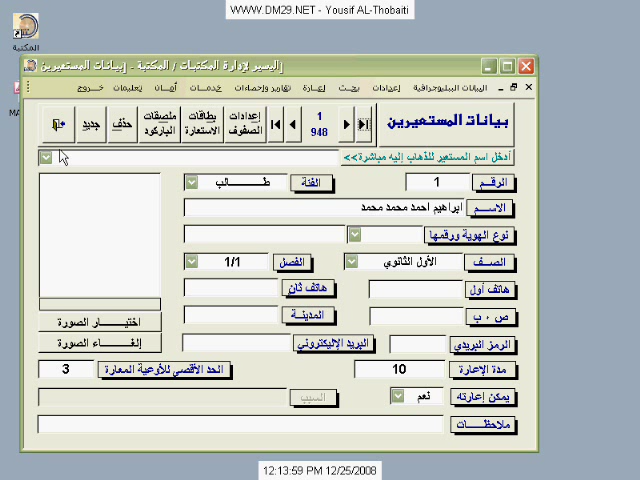 WWW.DM29.NET - Yousif AL-Thobaiti
المكتبة
MA
اليسير لإدارة المكتبات / المكتبة - [بيانات المستعيرين]
البيانات الببليوجرافية إعدادات بحث إعارة تقارير وإحصاءات خدمات أمان تعليمات خروج
بيانات المستعيرين
1
948
إعدادات الصفوف
بطاقات الاستعارة
ملصقات الباركود
حذف
جديد
أدخل اسم المستعير للذهاب إليه مباشرة>>
الرقم 1 الفئة طالب
الاسم ابراهيم احمد محمد محمد
نوع الهوية ورقمها
الصف الأول الثانوي الفصل 1/1
هاتف أول هاتف ثان
ص . ب المدينة
اختيار الصورة
الرمز البريدي البريد الإليكتروني
إلغاء الصورة
مدة الإعارة 10 الحد الأقصي للأوعية المعارة 3
يمكن إعارته نعم السبب
ملاحظات
12:13:59 PM 12/25/2008